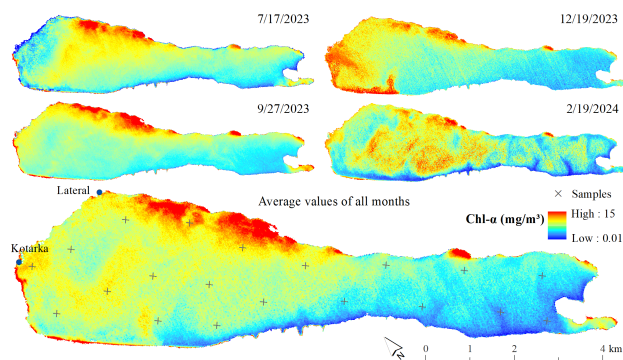 7/17/2023
12/19/2023
9/27/2023
2/19/2024
Lateral
Average values of all months
× Samples
Chl-α (mg/m³)
High : 15
Low : 0.01
Kotarka
N
0 1 2 4 km